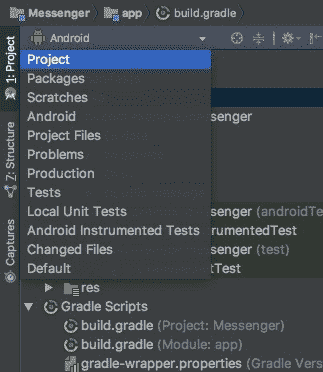 Messenger app build.gradle
1: Project
Android
Project
Packages
Scratches
Android
ssenger
Project Files
Problems
Production
Tests
Local Unit Tests
ssenger (androidTe
Android Instrumented Tests
rumentedTest
Changed Files
ssenger (test)
Default
tTest
Z: Structure
Captures
res
Gradle Scripts
build.gradle (Project: Messenger)
build.gradle (Module: app)
gradle-wrapper.properties (Gradle Vers